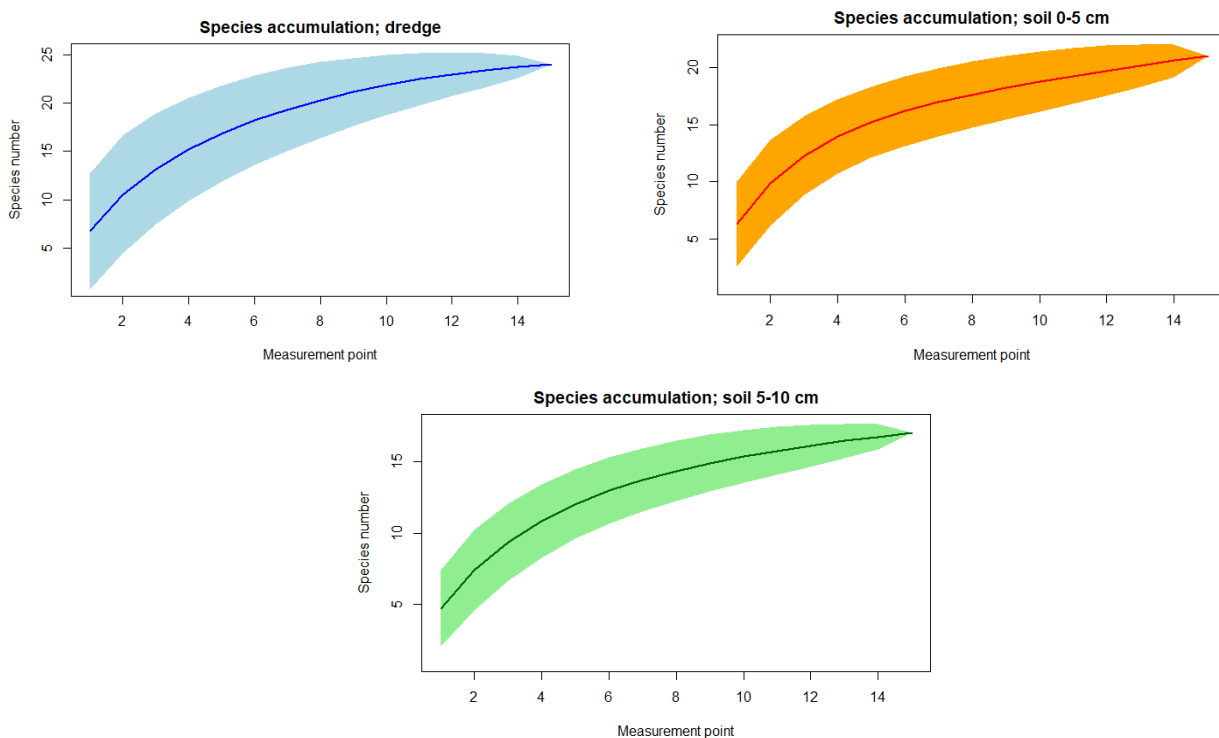 Species accumulation; dredge
Species number
25
20
15
10
5
2 4 6 8 10 12 14
Measurement point
Species accumulation; soil 0-5 cm
Species number
20
15
10
5
2 4 6 8 10 12 14
Measurement point
Species accumulation; soil 5-10 cm
Species number
15
10
5
2 4 6 8 10 12 14
Measurement point